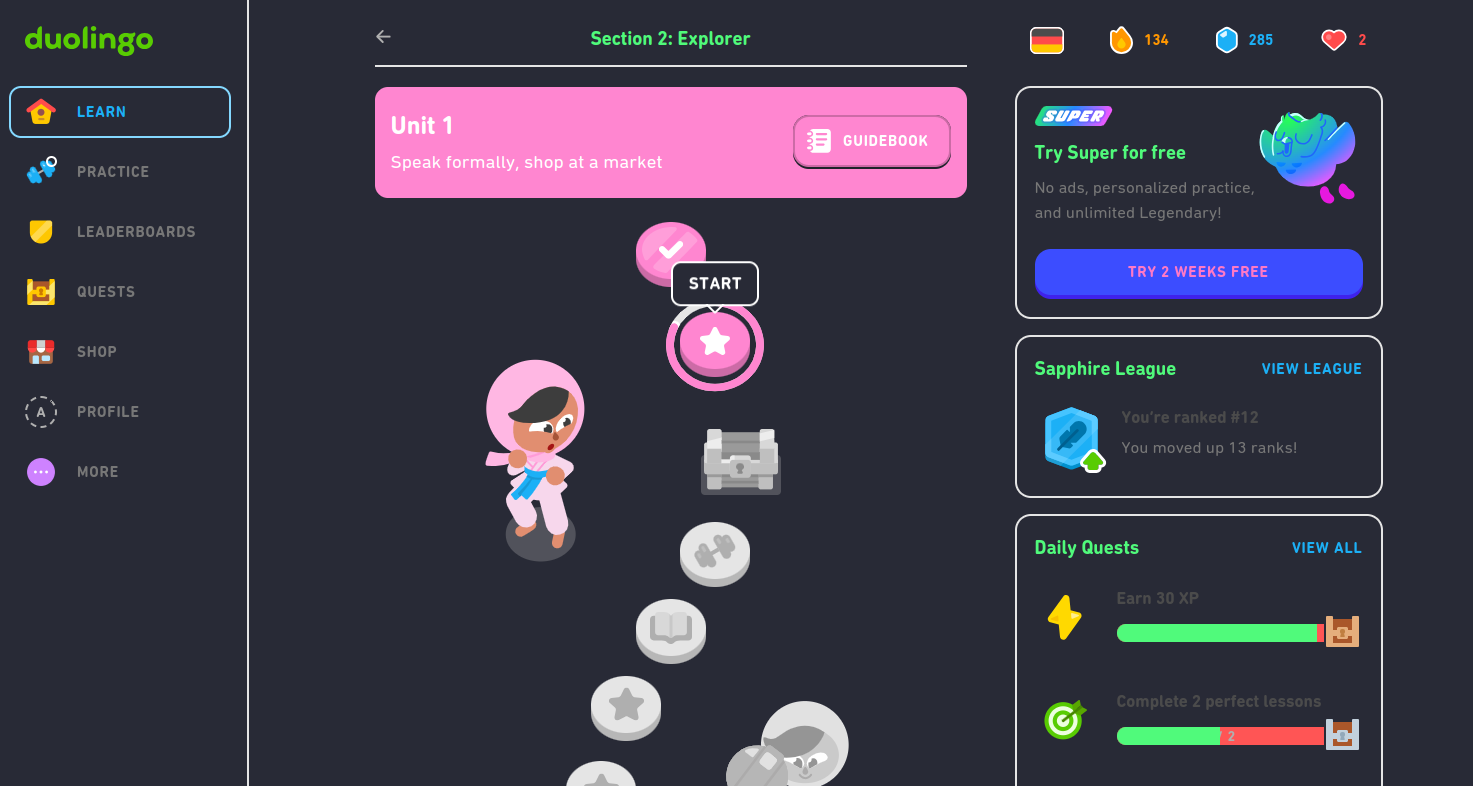 duolingo
LEARN
PRACTICE
LEADERBOARDS
QUESTS
SHOP
A PROFILE
MORE
Section 2: Explorer
Unit 1
Speak formally, shop at a market
GUIDEBOOK
START
134 285 2
SUPER
Try Super for free
No ads, personalized practice,
and unlimited Legendary!
TRY 2 WEEKS FREE
Sapphire League VIEW LEAGUE
You're ranked #12
You moved up 13 ranks!
Daily Quests VIEW ALL
Earn 30 XP
Complete 2 perfect lessons
2